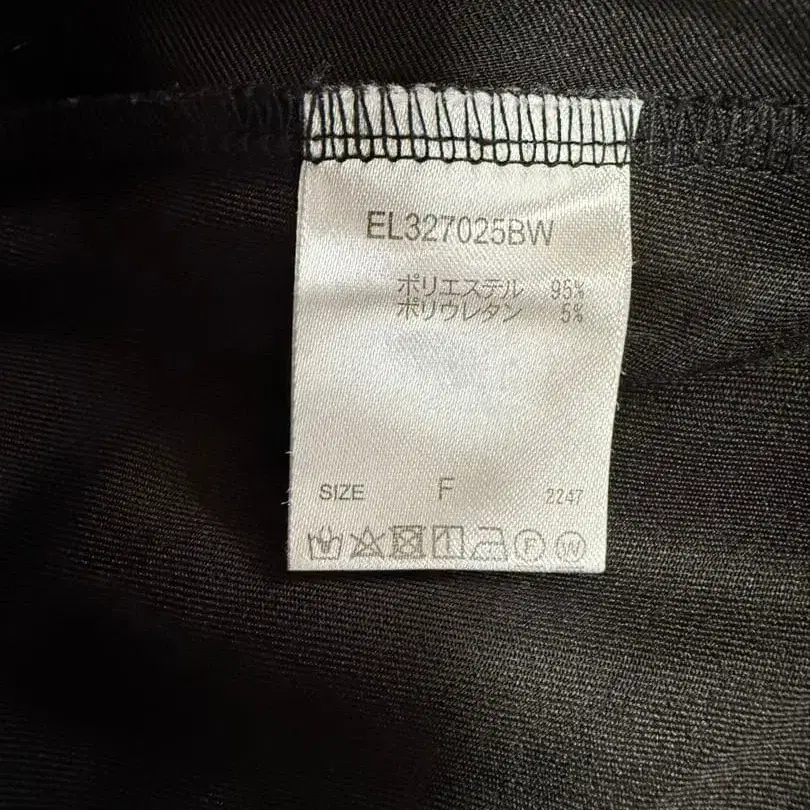 EL327025BW
ポリエステル 95%
ポリウレタン 5%
SIZE F 2247
F W